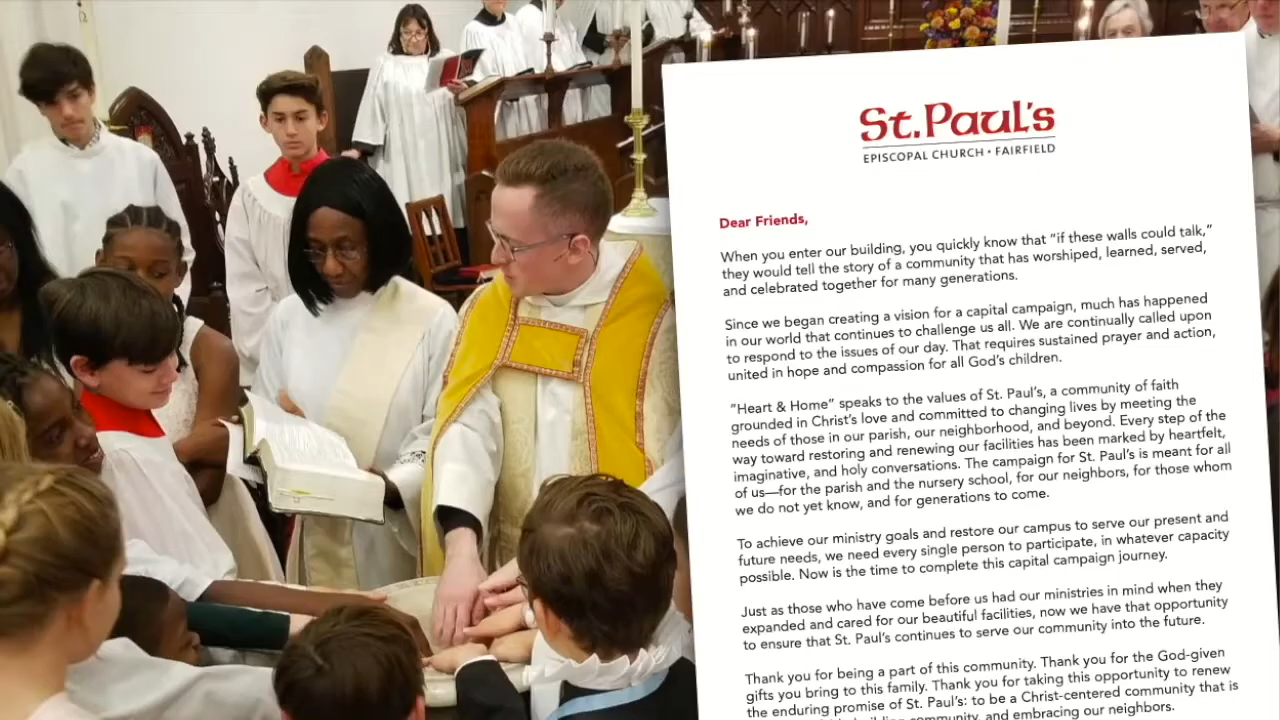 St. Paul's
EPISCOPAL CHURCH • FAIRFIELD
Dear Friends,
When you enter our building, you quickly know that “if these walls could talk,”
they would tell the story of a community that has worshiped, learned, served,
and celebrated together for many generations.
Since we began creating a vision for a capital campaign, much has happened
in our world that continues to challenge us all. We are continually called upon
to respond to the issues of our day. That requires sustained prayer and action,
united in hope and compassion for all God’s children.
“Heart & Home” speaks to the values of St. Paul’s, a community of faith
grounded in Christ’s love and committed to changing lives by meeting the
needs of those in our parish, our neighborhood, and beyond. Every step of the
way toward restoring and renewing our facilities has been marked by heartfelt,
imaginative, and holy conversations. The campaign for St. Paul’s is meant for all
of us—for the parish and the nursery school, for our neighbors, for those whom
we do not yet know, and for generations to come.
To achieve our ministry goals and restore our campus to serve our present and
future needs, we need every single person to participate, in whatever capacity
possible. Now is the time to complete this capital campaign journey.
Just as those who have come before us had our ministries in mind when they
expanded and cared for our beautiful facilities, now we have that opportunity
to ensure that St. Paul’s continues to serve our community into the future.
Thank you for being a part of this community. Thank you for the God-given
gifts you bring to this family. Thank you for taking this opportunity to renew
the enduring promise of St. Paul’s: to be a Christ-centered community that is
community, and embracing our neighbors.